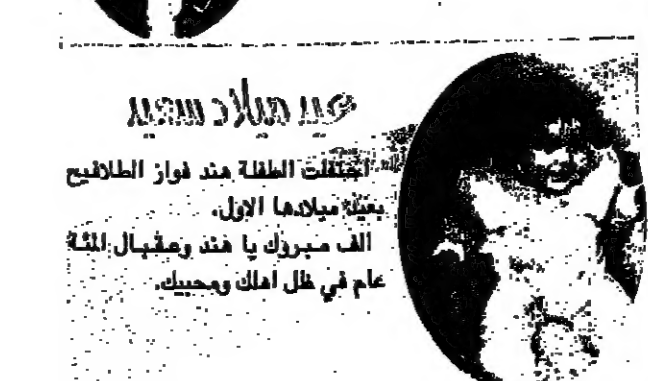 عيد ميلاد سعيد
احتفلت الطفلة هند فواز الطلافيح
بعيد ميلادها الاول.
الف مبروك يا هند وعقبال المئة
عام في ظل اهلك ومحبيك.